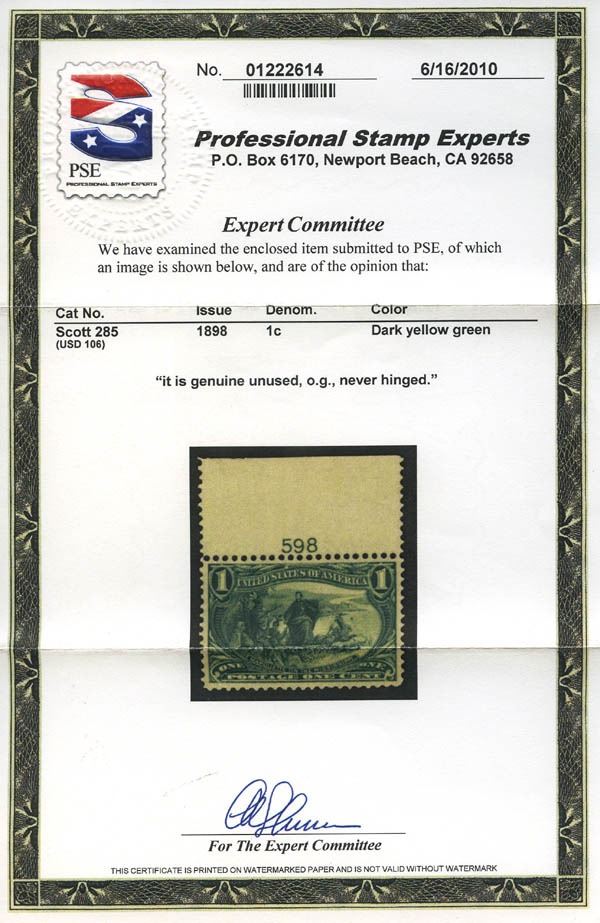 No. 01222614 6/16/2010
PSE
PROFESSIONAL STAMP EXPERTS
Professional Stamp Experts
P.O. Box 6170, Newport Beach, CA 92658
Expert Committee
We have examined the enclosed item submitted to PSE, of which
an image is shown below, and are of the opinion that:
Cat No. Issue Denom. Color
Scott 285 1898 1c Dark yellow green
(USD 106)
“it is genuine unused, o.g., never hinged.”
598
1 UNITED STATES OF AMERICA 1
ONE ONE
POSTAGE ONE CENT
For The Expert Committee
THIS CERTIFICATE IS PRINTED ON WATERMARKED PAPER AND IS NOT VALID WITHOUT WATERMARK